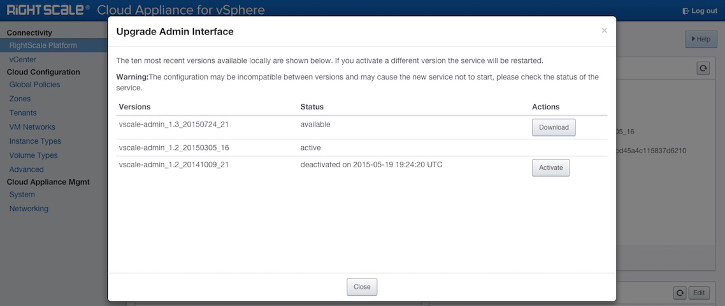 RIGHTSCALE® Cloud Appliance for vSphere
Log out
Connectivity
RightScale Platform
vCenter
Cloud Configuration
Global Policies
Zones
Tenants
VM Networks
Instance Types
Volume Types
Advanced
Cloud Appliance Mgmt
System
Networking
Help
Upgrade Admin Interface
×
The ten most recent versions available locally are shown below. If you activate a different version the service will be restarted.
Warning:The configuration may be incompatible between versions and may cause the new service not to start, please check the status of the
service.
Versions Status Actions
vscale-admin_1.3_20150724_21 available Download
vscale-admin_1.2_20150305_16 active
vscale-admin_1.2_20141009_21 deactivated on 2015-05-19 19:24:20 UTC Activate
Close
Edit